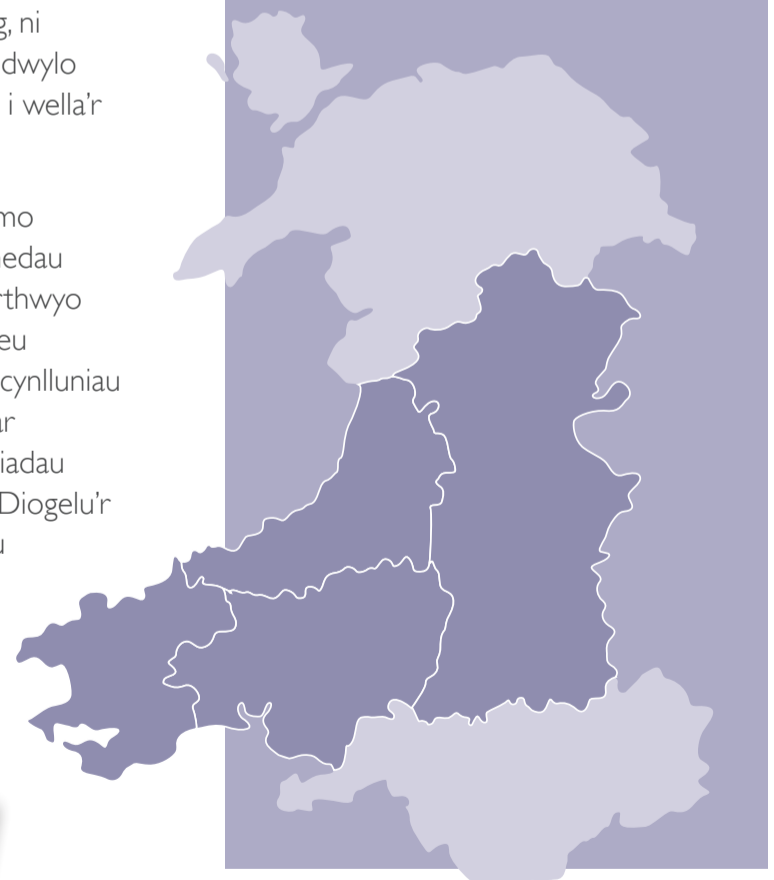 g, ni
dwylo
i wella'r
mo
edau
rthwyo
eu
cynlluniau
ar
iadau
Diogelu'r
u